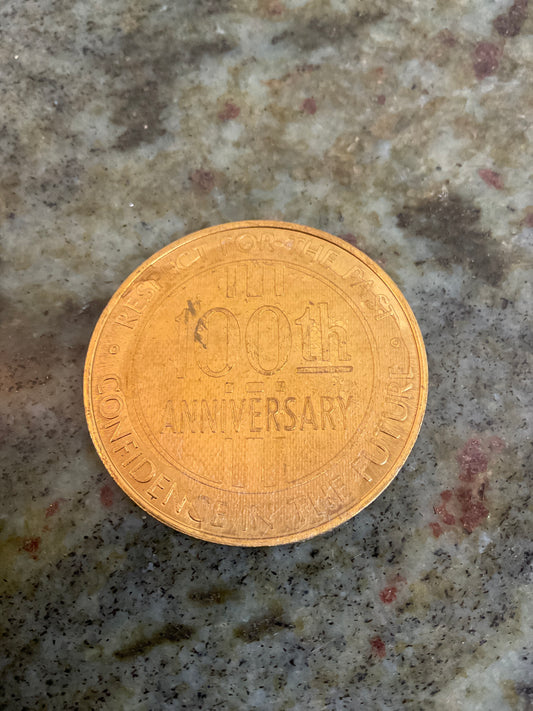 RESPECT FOR THE PAST
100th
ANNIVERSARY
CONFIDENCE IN THE FUTURE